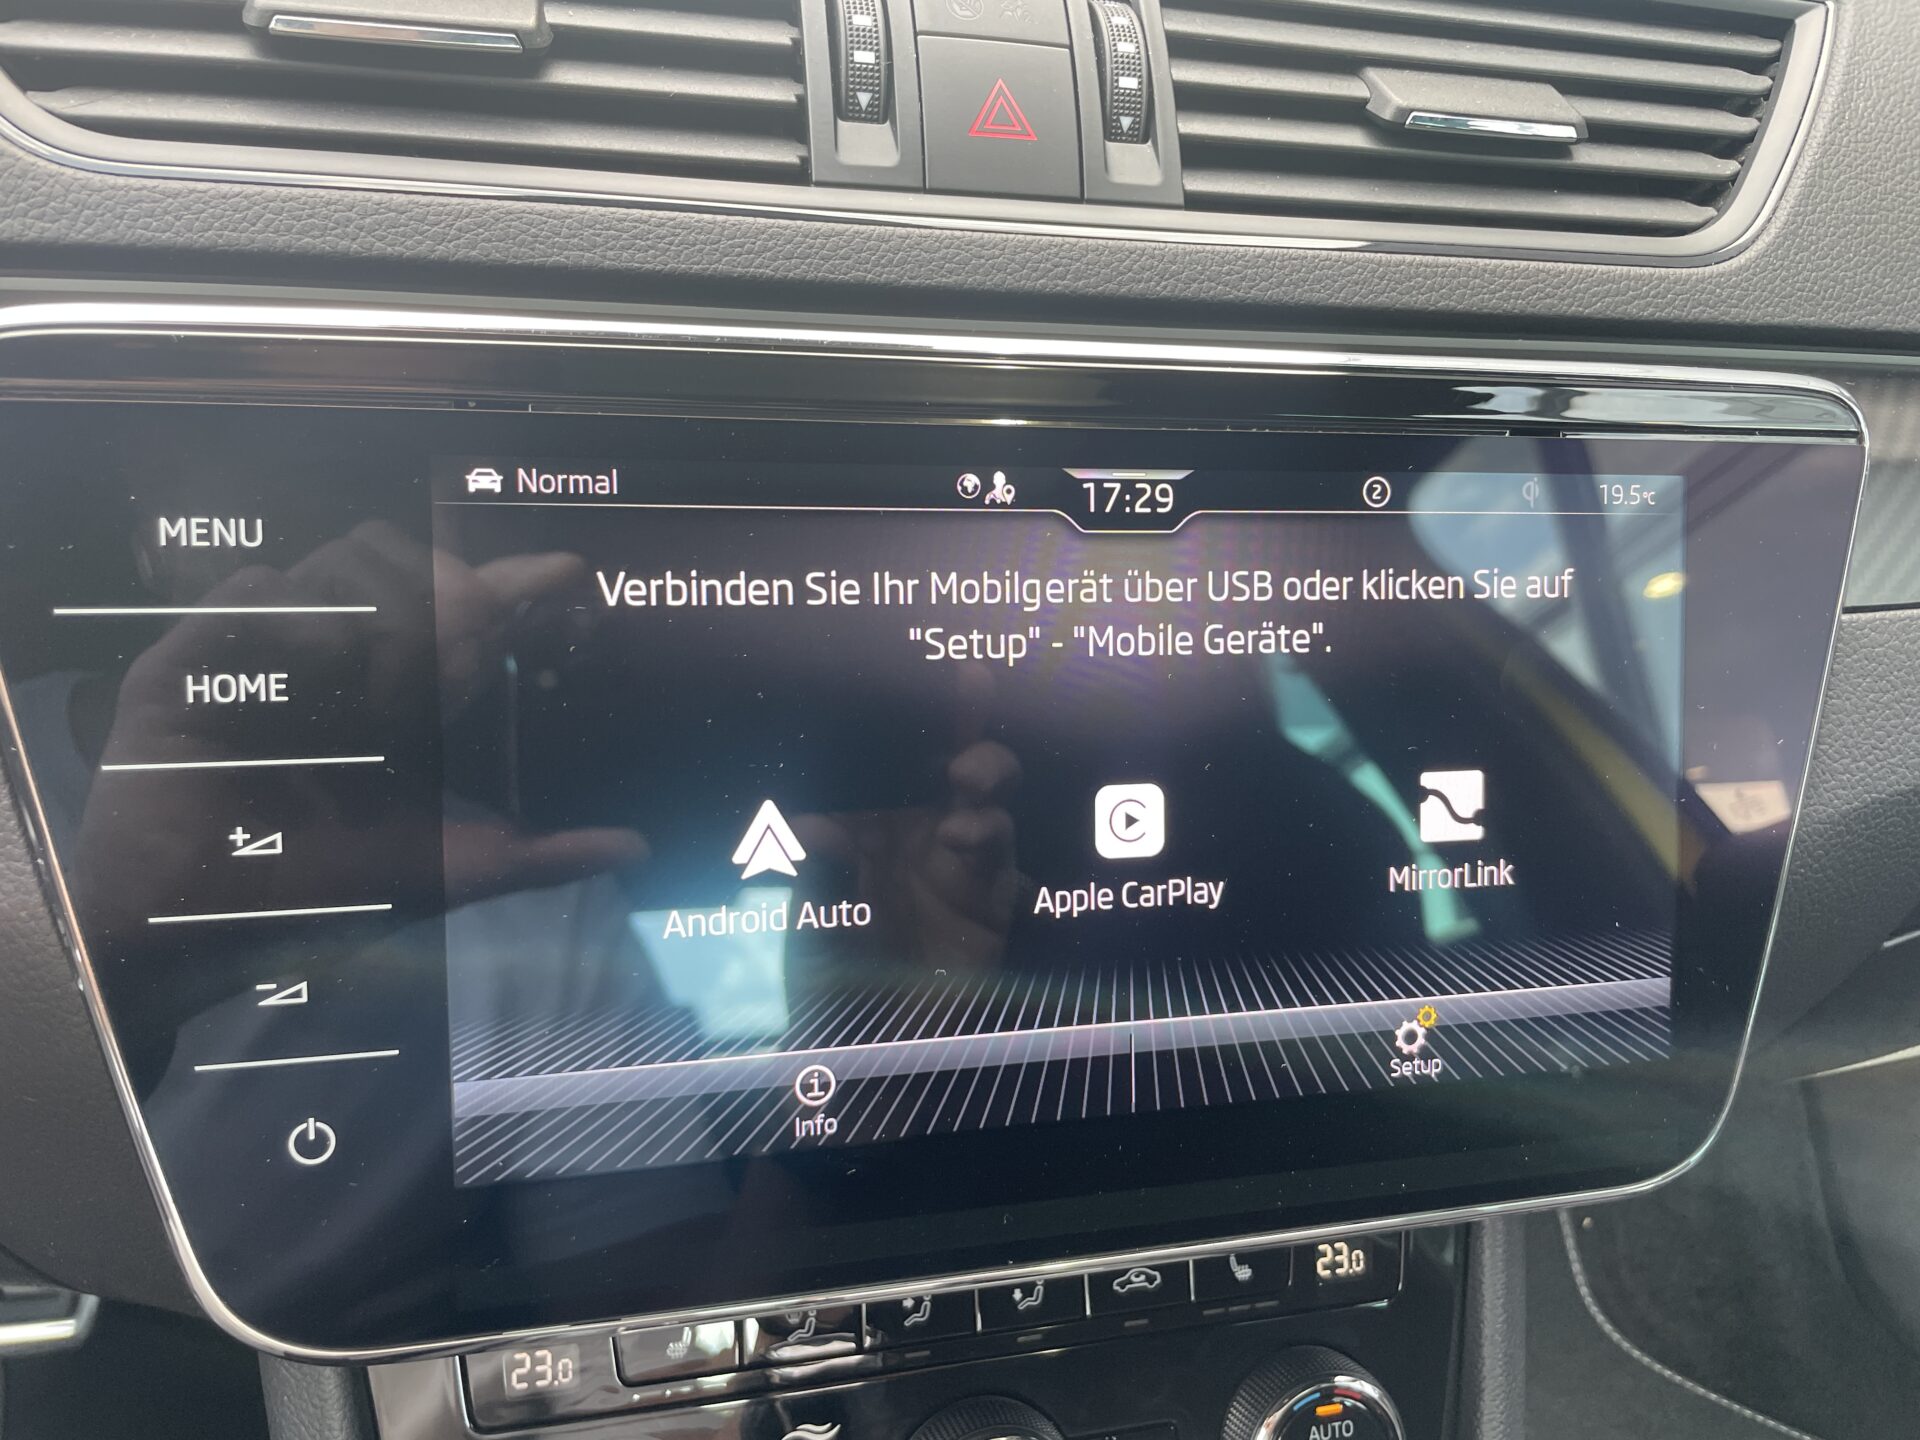 Normal
17:29
2
19.5°C
MENU
HOME
Verbinden Sie Ihr Mobilgerät über USB oder klicken Sie auf
"Setup" - "Mobile Geräte".
Android Auto
Apple CarPlay
MirrorLink
Info
Setup
23.0
23.0
AUTO